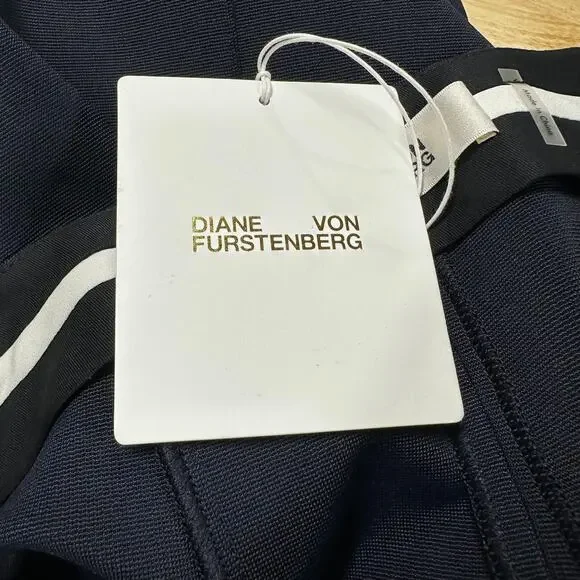 DIANE VON
FURSTENBERG
Made in China